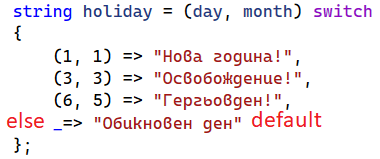 string holiday = (day, month) switch
{
(1, 1) => "Нова година!",
(3, 3) => "Освобождение!",
(6, 5) => "Гергьовден!",
else _=> "Обикновен ден" default
};